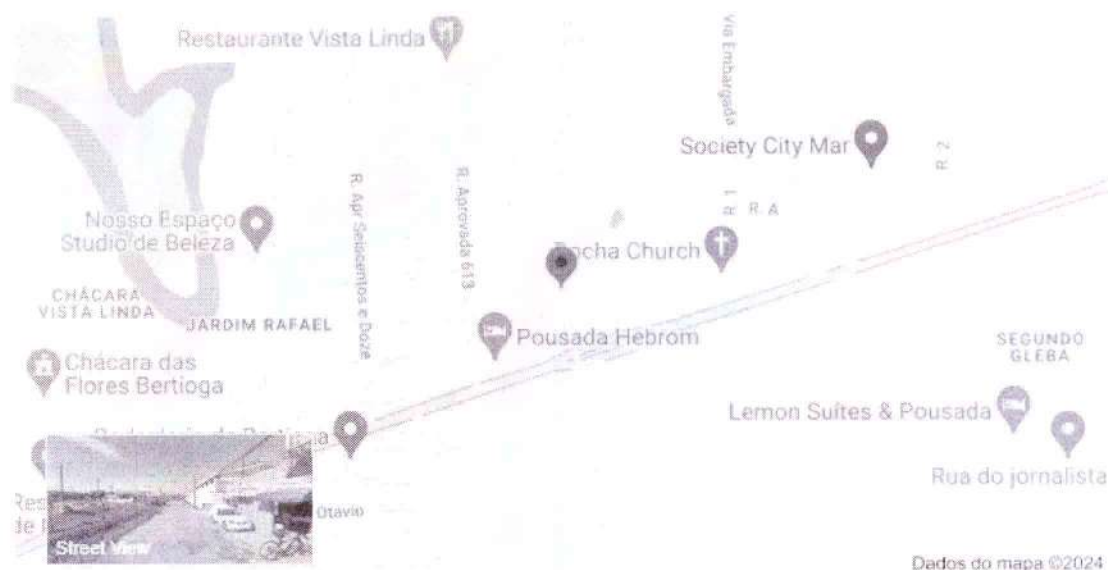 Restaurante Vista Linda
Via Embargada
Society City Mar
R. 2
R. Aprovada 613
R. Apr Seiscentos e Doze
R 1
R. A
Nosso Espaço
Studio de Beleza
Rocha Church
CHÁCARA
VISTA LINDA
JARDIM RAFAEL
Pousada Hebrom
SEGUNDO
GLEBA
Chácara das
Flores Bertioga
Lemon Suítes & Pousada
Rua do jornalista
Otavio
Street View
Dados do mapa ©2024